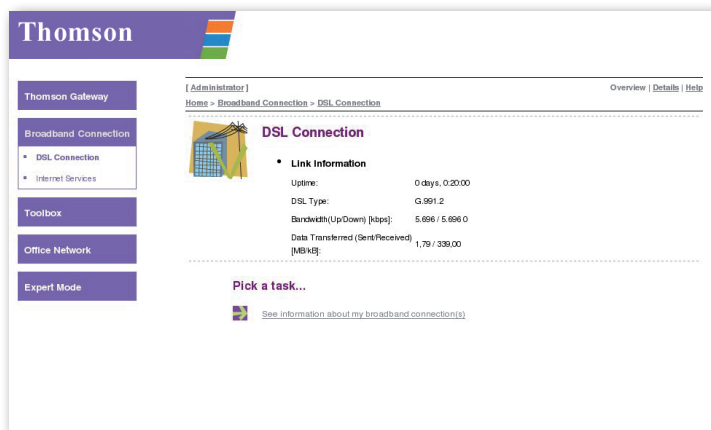 Thomson
Thomson Gateway
Broadband Connection
DSL Connection
Internet Services
Toolbox
Office Network
Expert Mode
[ Administrator ]
Overview | Details | Help
Home > Broadband Connection > DSL Connection
DSL Connection
• Link Information
Uptime: 0 days, 0:20:00
DSL Type: G.991.2
Bandwidth(Up/Down) [kbps]: 5.696 / 5.696 0
Data Transferred (Sent/Received)
[MB/kB]: 1,79 / 339,00
Pick a task...
See information about my broadband connection(s)